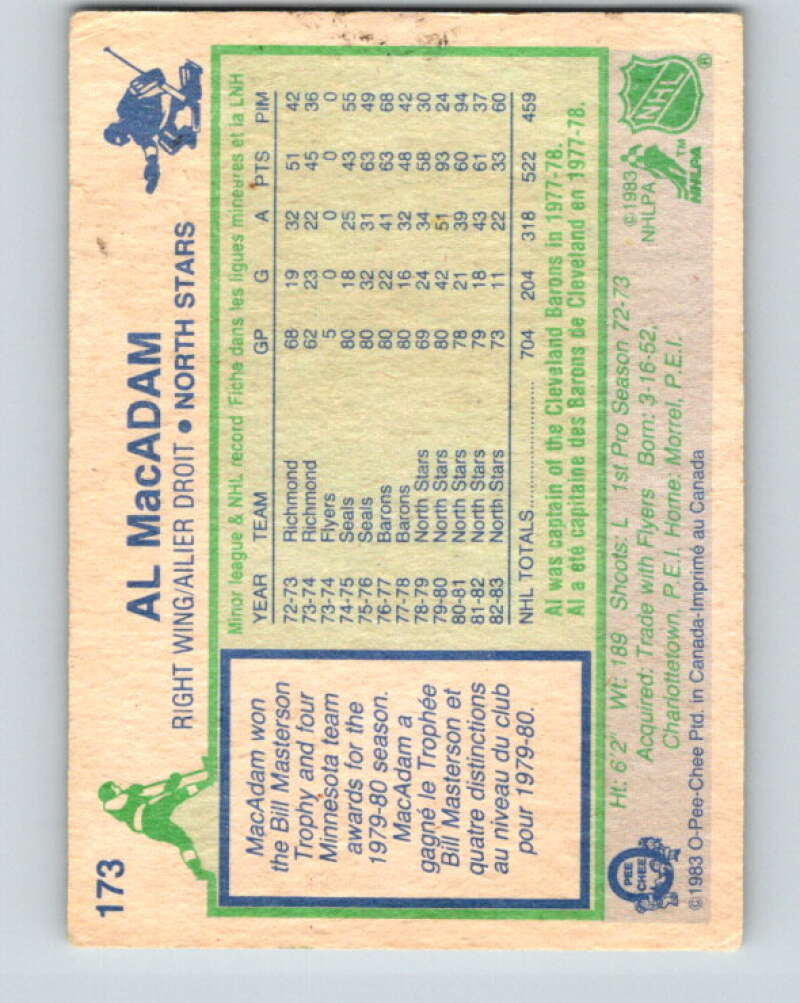 173
AL MacADAM
RIGHT WING/AILIER DROIT • NORTH STARS
MacAdam won
the Bill Masterson
Trophy and four
Minnesota team
awards for the
1979-80 season.
MacAdam a
gagné le Trophée
Bill Masterson et
quatre distinctions
au niveau du club
pour 1979-80.
Minor league & NHL record/Fiche dans les ligues mineures et la LNH
YEAR TEAM GP G A PTS PIM
72-73 Richmond 68 19 32 51 42
73-74 Richmond 62 23 22 45 36
73-74 Flyers 5 0 0 0 0
74-75 Seals 80 18 25 43 55
75-76 Seals 80 32 31 63 49
76-77 Barons 80 22 41 63 68
77-78 Barons 80 16 32 48 42
78-79 North Stars 69 24 34 58 30
79-80 North Stars 80 42 51 93 24
80-81 North Stars 78 21 39 60 94
81-82 North Stars 79 18 43 61 37
82-83 North Stars 73 11 22 33 60
NHL TOTALS.......................... 704 204 318 522 459
Al was captain of the Cleveland Barons in 1977-78.
Al a été capitaine des Barons de Cleveland en 1977-78.
PEE CHEE
Ht: 6'2" Wt: 189 Shoots: L 1st Pro Season 72-73
Acquired: Trade with Flyers Born: 3-16-52,
Charlottetown, P.E.I. Home: Morrel, P.E.I.
©1983 O-Pee-Chee Ptd. in Canada-Imprimé au Canada
©1983
NHLPA
NHL ®
NHLPA TM